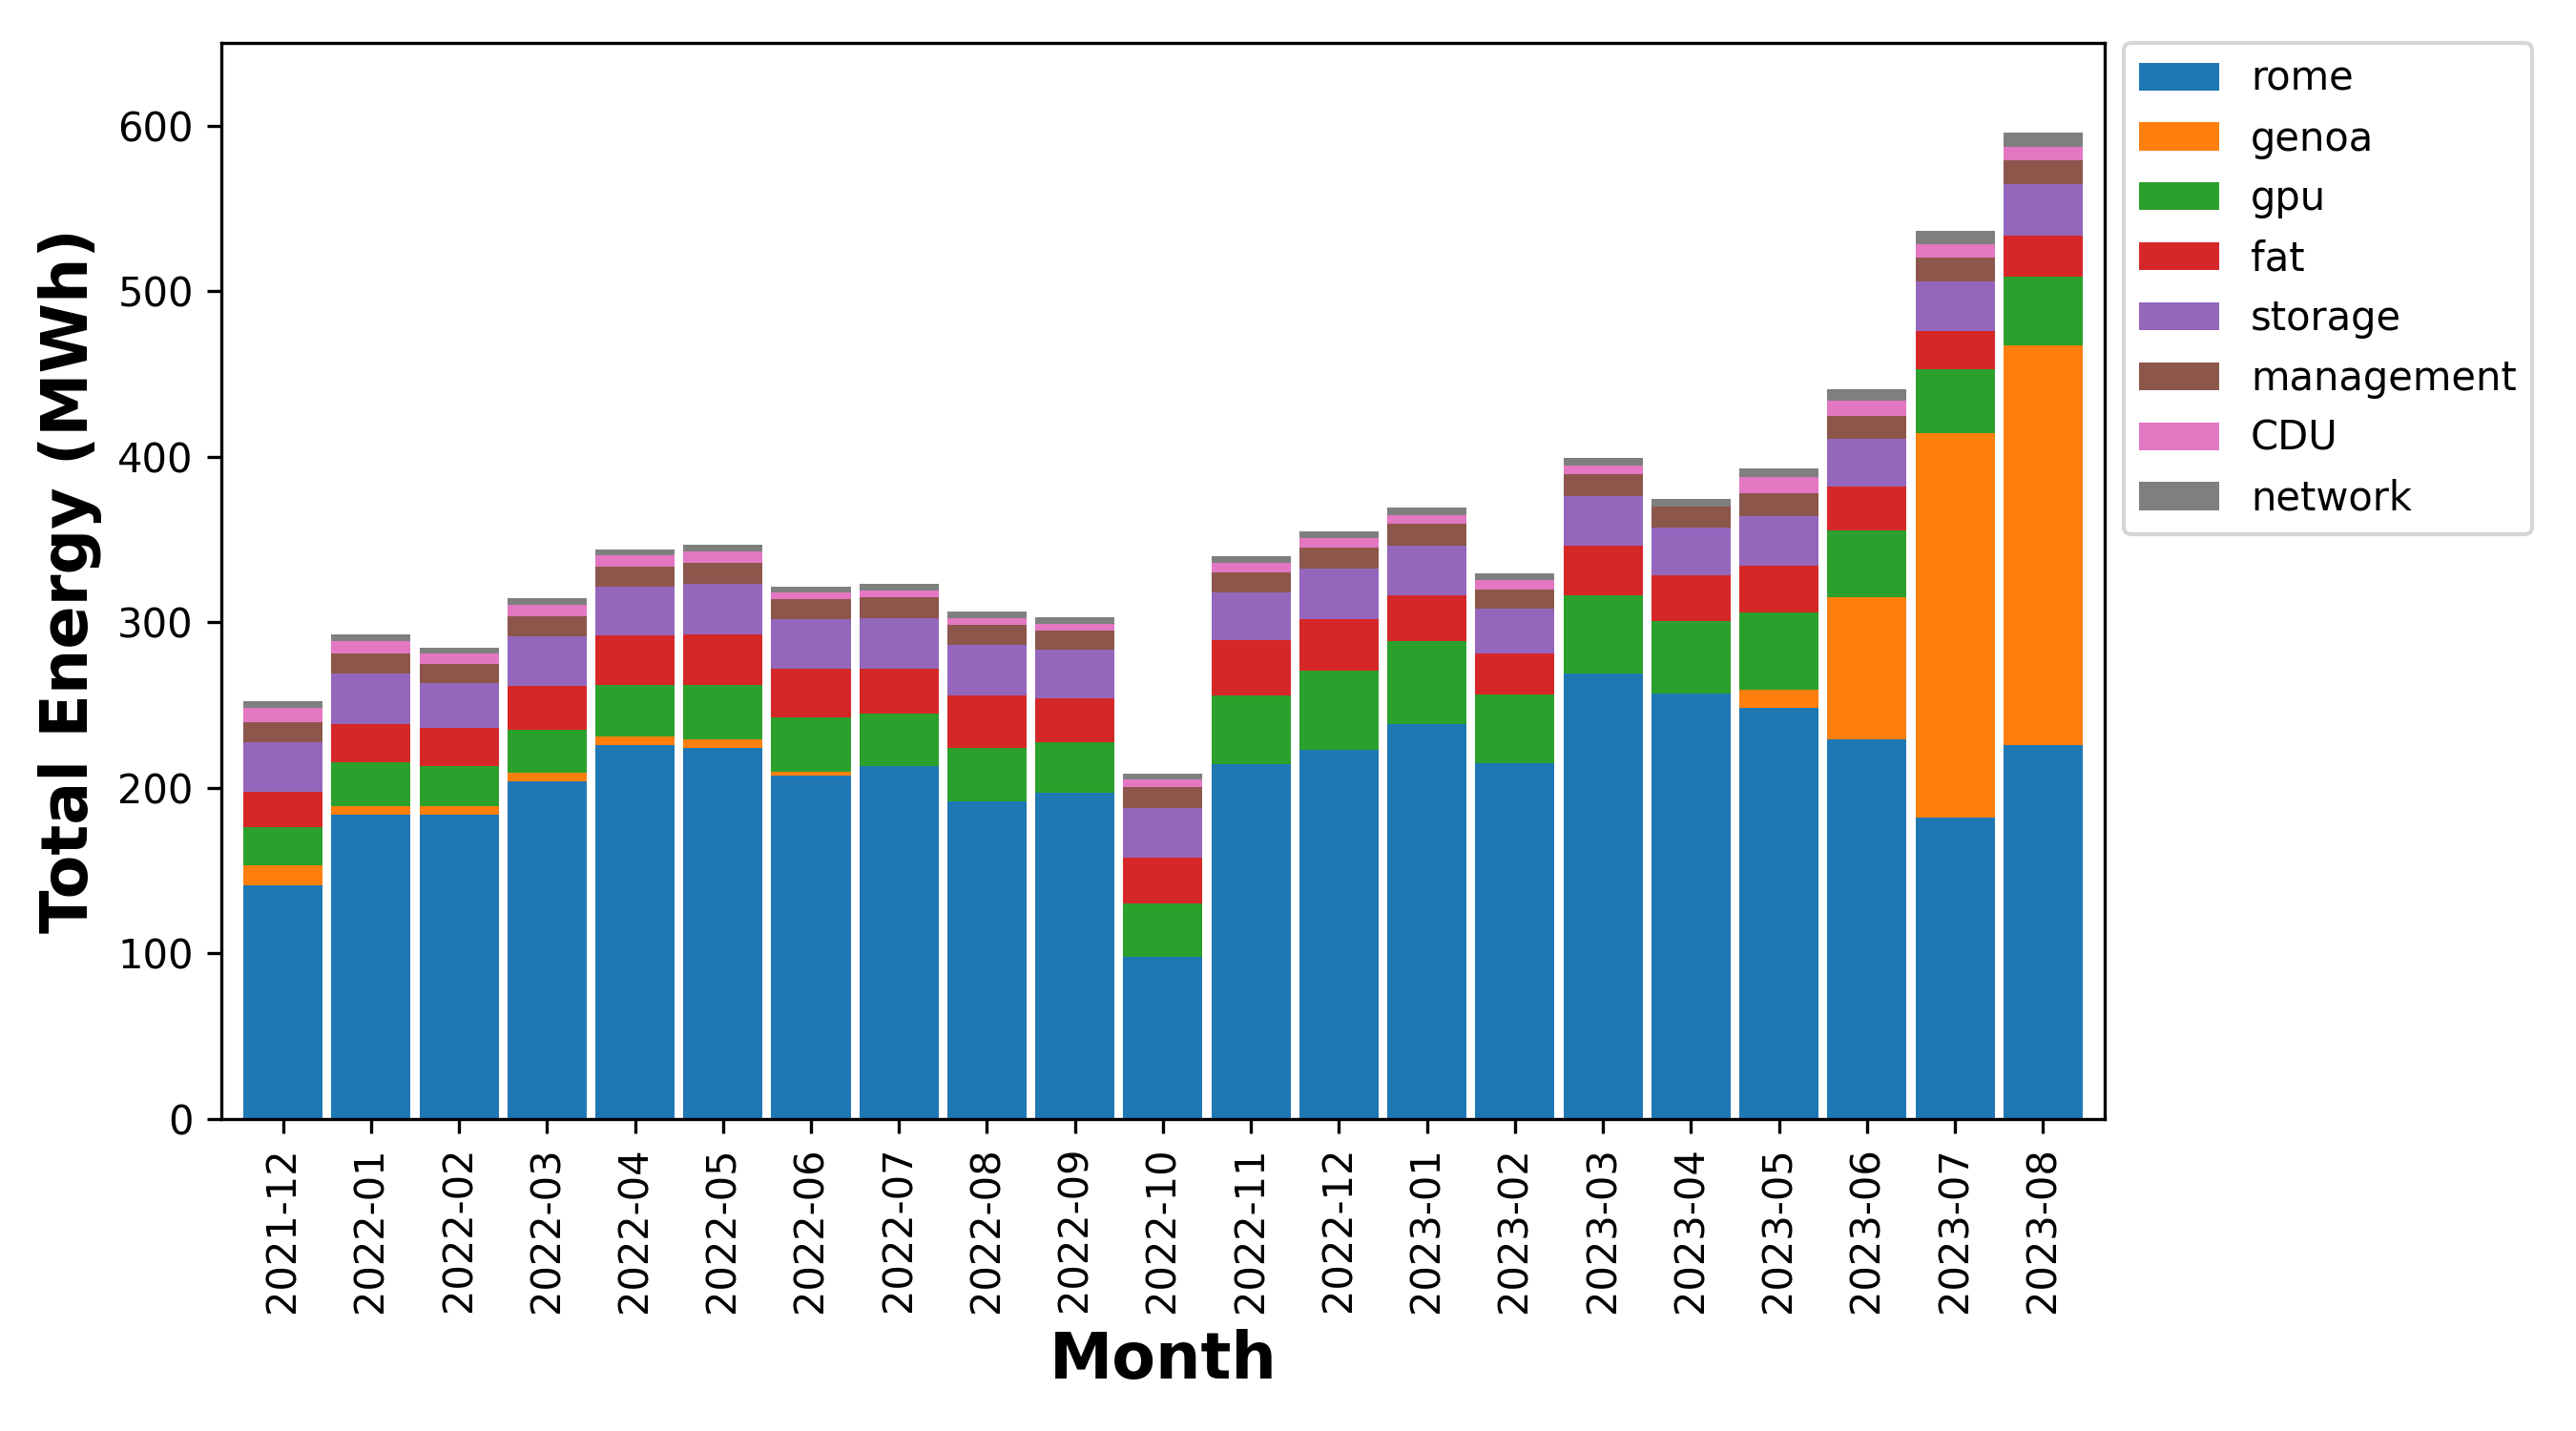 Total Energy (MWh)
600
500
400
300
200
100
0
2021-12
2022-01
2022-02
2022-03
2022-04
2022-05
2022-06
2022-07
2022-08
2022-09
2022-10
2022-11
2022-12
2023-01
2023-02
2023-03
2023-04
2023-05
2023-06
2023-07
2023-08
Month
rome
genoa
gpu
fat
storage
management
CDU
network